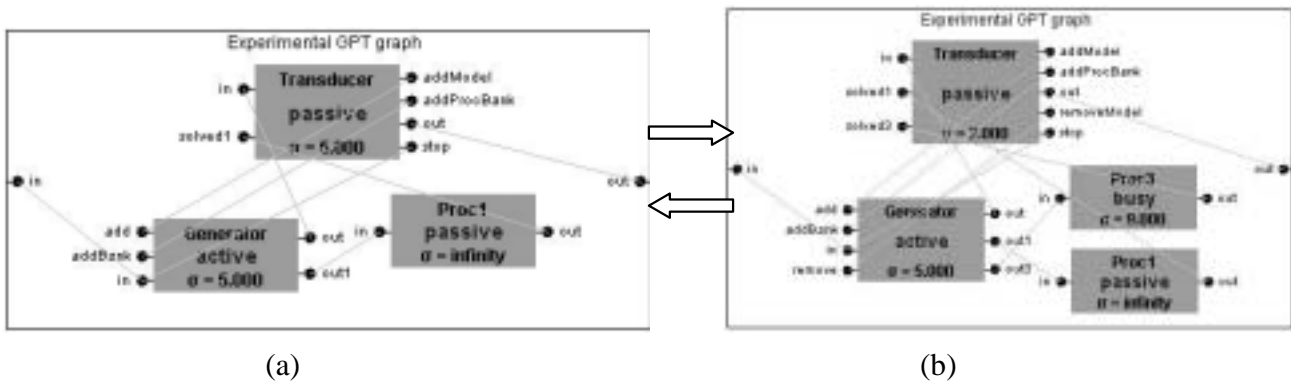 Experimental GPT graph
Transducer
passive
σ = 5.000
in
solved1
addModel
addProcBank
out
stop
in
out
add
addBank
in
Generator
active
σ = 5.000
out
out1
in
Proc1
passive
σ = infinity
out
(a)
Experimental GPT graph
Transducer
passive
σ = 2.000
in
solved1
solved3
addModel
addProcBank
out
removeModel
stop
in
out
add
addBank
in
remove
Generator
active
σ = 5.000
out
out1
out3
in
Proc3
busy
σ = 9.000
out
in
Proc1
passive
σ = infinity
out
(b)